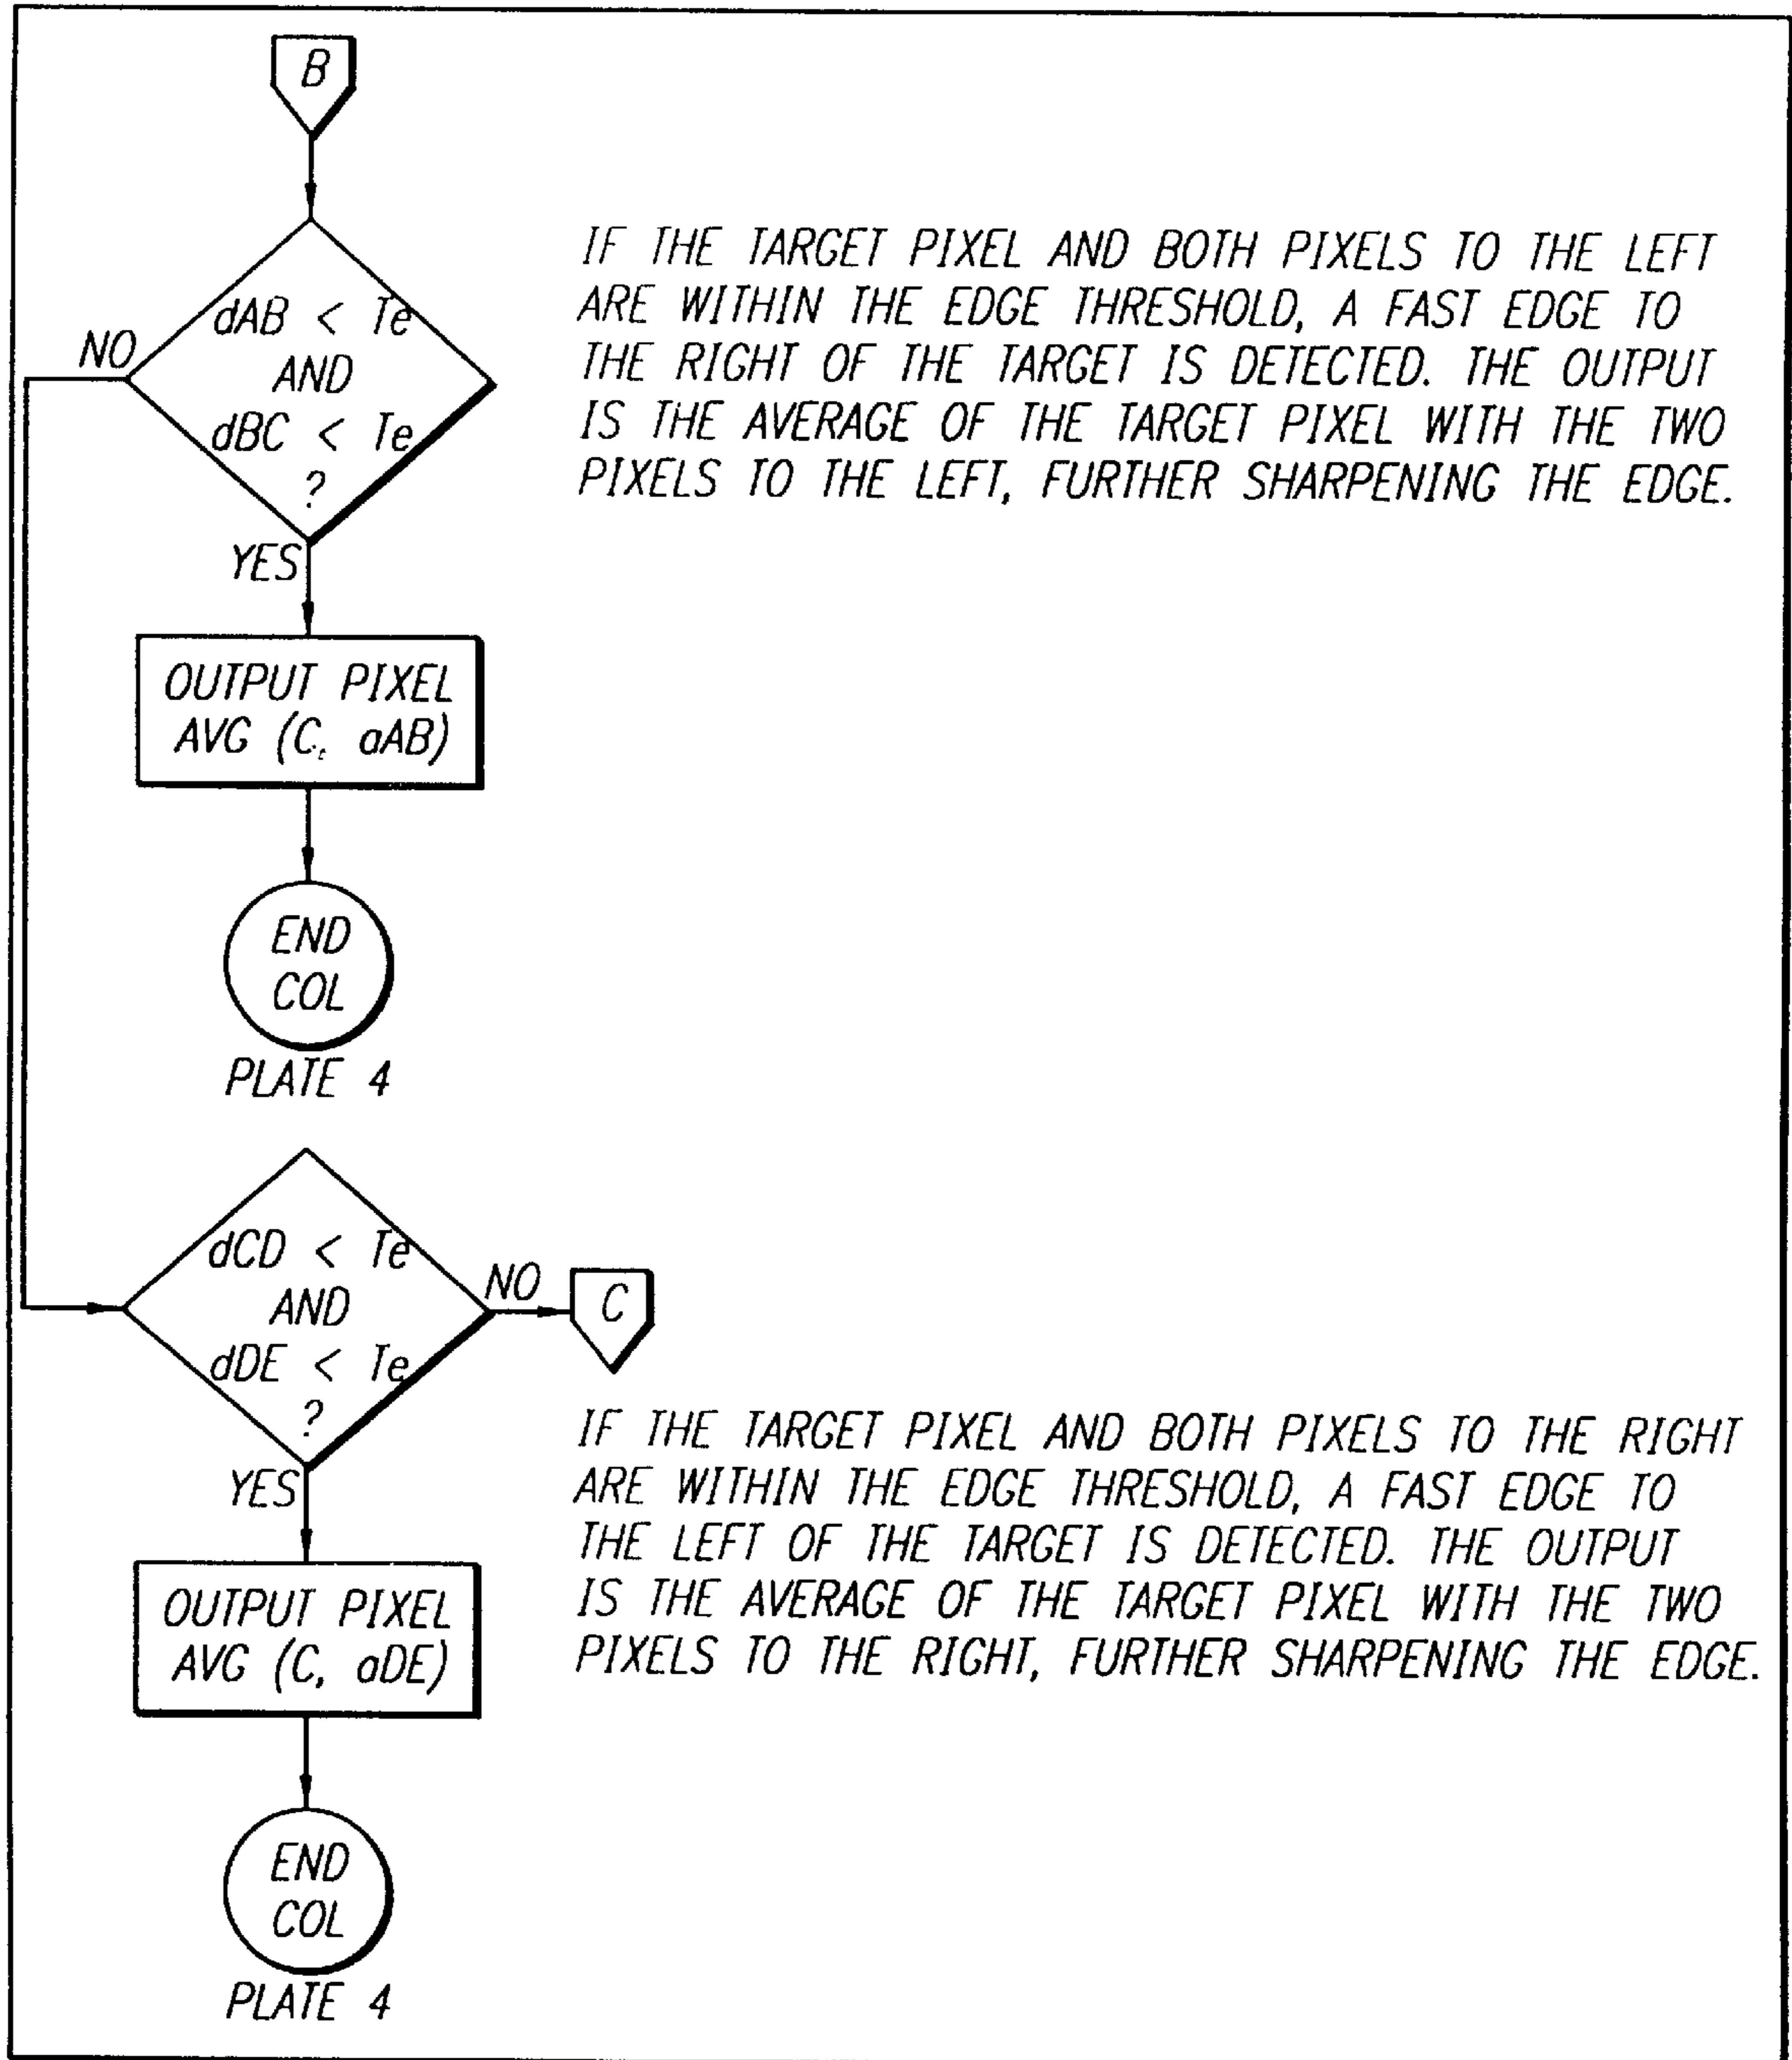 B
dAB < Te
AND
dBC < Te
?
NO
YES
IF THE TARGET PIXEL AND BOTH PIXELS TO THE LEFT
ARE WITHIN THE EDGE THRESHOLD, A FAST EDGE TO
THE RIGHT OF THE TARGET IS DETECTED. THE OUTPUT
IS THE AVERAGE OF THE TARGET PIXEL WITH THE TWO
PIXELS TO THE LEFT, FURTHER SHARPENING THE EDGE.
OUTPUT PIXEL
AVG (C, aAB)
END
COL
PLATE 4
dCD < Te
AND
dDE < Te
?
NO
C
YES
IF THE TARGET PIXEL AND BOTH PIXELS TO THE RIGHT
ARE WITHIN THE EDGE THRESHOLD, A FAST EDGE TO
THE LEFT OF THE TARGET IS DETECTED. THE OUTPUT
IS THE AVERAGE OF THE TARGET PIXEL WITH THE TWO
PIXELS TO THE RIGHT, FURTHER SHARPENING THE EDGE.
OUTPUT PIXEL
AVG (C, aDE)
END
COL
PLATE 4